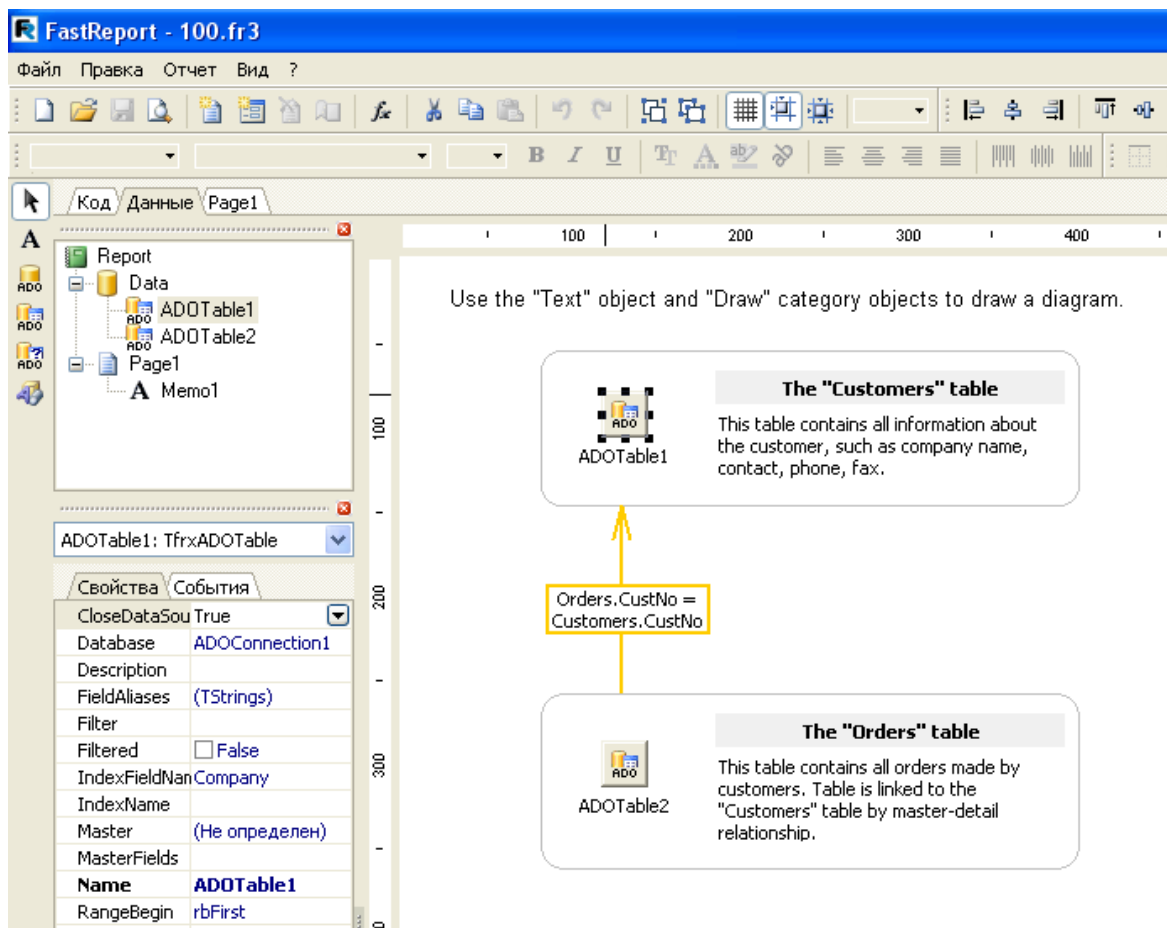 FastReport - 100.fr3
Файл Правка Отчет Вид ?
B I U
Код Данные Page1
A
Report
Data
ADOTable1
ADOTable2
Page1
A Memo1
ADO
ADO
ADO
100 200 300 400
100
200
300
Use the "Text" object and "Draw" category objects to draw a diagram.
The "Customers" table
ADO
ADOTable1
This table contains all information about
the customer, such as company name,
contact, phone, fax.
Orders.CustNo =
Customers.CustNo
The "Orders" table
ADO
ADOTable2
This table contains all orders made by
customers. Table is linked to the
"Customers" table by master-detail
relationship.
ADOTable1: TfrxADOTable
Свойства События
CloseDataSou True
Database ADOConnection1
Description
FieldAliases (TStrings)
Filter
Filtered False
IndexFieldNan Company
IndexName
Master (Не определен)
MasterFields
Name ADOTable1
RangeBegin rbFirst